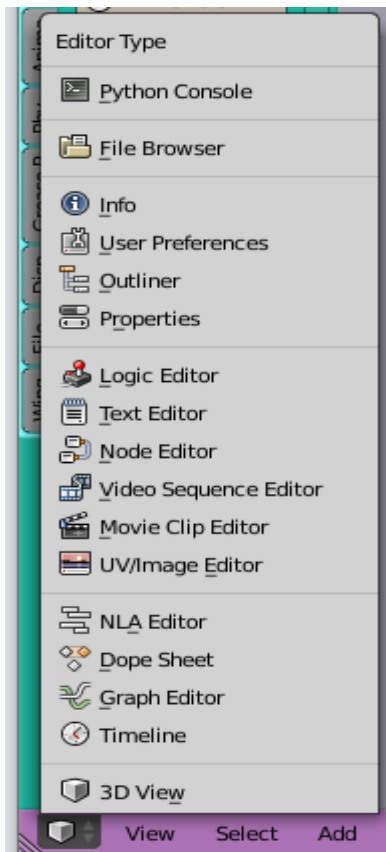 Editor Type
Python Console
File Browser
Info
User Preferences
Outliner
Properties
Logic Editor
Text Editor
Node Editor
Video Sequence Editor
Movie Clip Editor
UV/Image Editor
NLA Editor
Dope Sheet
Graph Editor
Timeline
3D View
View Select Add